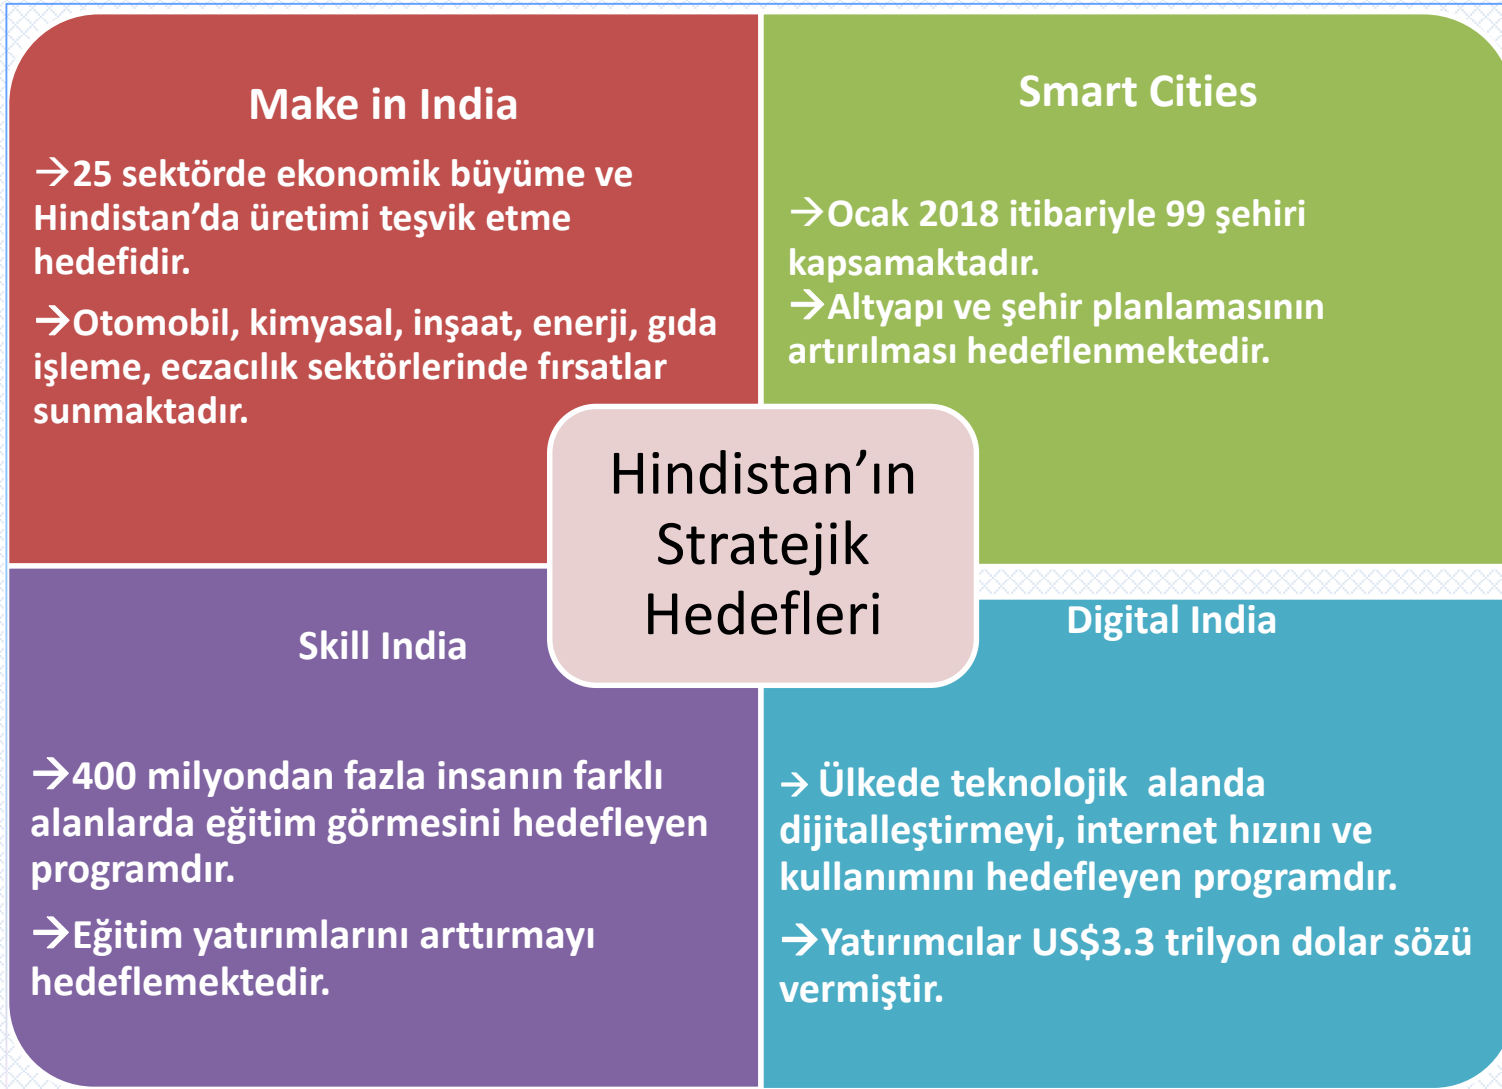 Make in India
→25 sektörde ekonomik büyüme ve
Hindistan’da üretimi teşvik etme
hedefidir.
→Otomobil, kimyasal, inşaat, enerji, gıda
işleme, eczacılık sektörlerinde fırsatlar
sunmaktadır.
Smart Cities
→Ocak 2018 itibariyle 99 şehiri
kapsamaktadır.
→Altyapı ve şehir planlamasının
artırılması hedeflenmektedir.
Hindistan’ın
Stratejik
Hedefleri
Skill India
→400 milyondan fazla insanın farklı
alanlarda eğitim görmesini hedefleyen
programdır.
→Eğitim yatırımlarını arttırmayı
hedeflemektedir.
Digital India
→ Ülkede teknolojik  alanda
dijitalleştirmeyi, internet hızını ve
kullanımını hedefleyen programdır.
→Yatırımcılar US$3.3 trilyon dolar sözü
vermiştir.